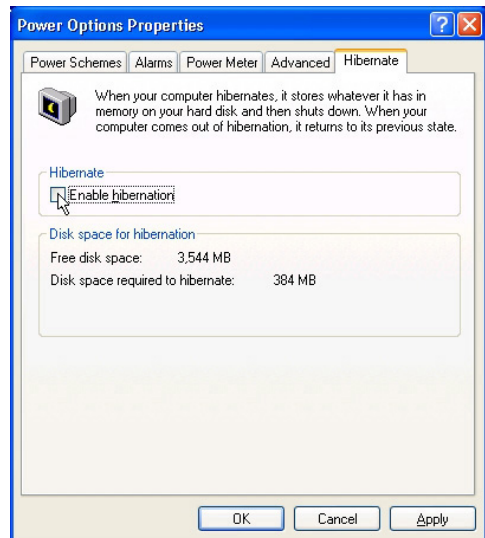 Power Options Properties
Power Schemes Alarms Power Meter Advanced Hibernate
When your computer hibernates, it stores whatever it has in
memory on your hard disk and then shuts down. When your
computer comes out of hibernation, it returns to its previous state.
Hibernate
Enable hibernation
Disk space for hibernation
Free disk space: 3,544 MB
Disk space required to hibernate: 384 MB
OK Cancel Apply